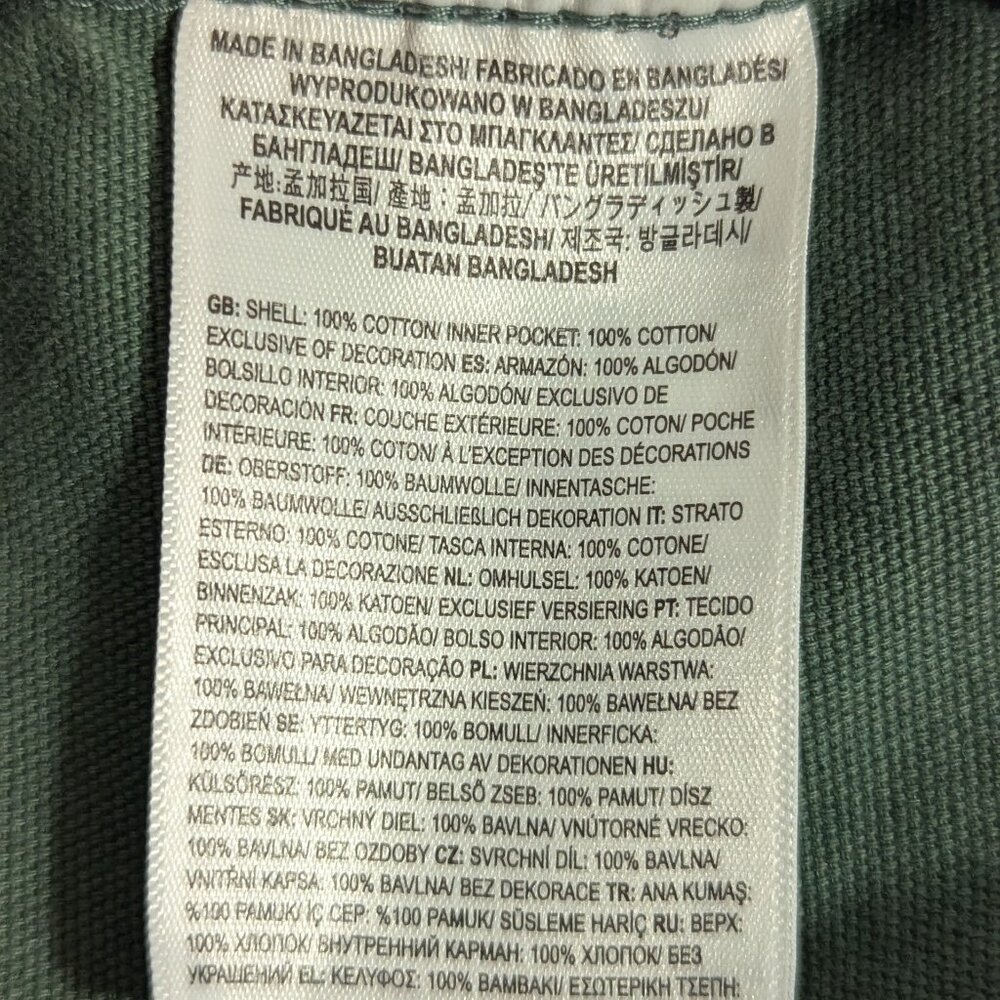 MADE IN BANGLADESH/ FABRICADO EN BANGLADÉS/
WYPRODUKOWANO W BANGLADESZU/
ΚΑΤΑΣΚΕΥΑΖΕΤΑΙ ΣΤΟ ΜΠΑΓΚΛΑΝΤΕΣ/ СДЕЛАНО В
БАНГЛАДЕШ/ BANGLADEŞ'TE ÜRETİLMİŞTİR/
产地:孟加拉国/ 產地：孟加拉/ バングラディッシュ製/
FABRIQUÉ AU BANGLADESH/ 제조국: 방글라데시/
BUATAN BANGLADESH
GB: SHELL: 100% COTTON/ INNER POCKET: 100% COTTON/
EXCLUSIVE OF DECORATION ES: ARMAZÓN: 100% ALGODÓN/
BOLSILLO INTERIOR: 100% ALGODÓN/ EXCLUSIVO DE
DECORACIÓN FR: COUCHE EXTÉRIEURE: 100% COTON/ POCHE
INTÉRIEURE: 100% COTON/ À L'EXCEPTION DES DÉCORATIONS
DE: OBERSTOFF: 100% BAUMWOLLE/ INNENTASCHE:
100% BAUMWOLLE/ AUSSCHLIEßLICH DEKORATION IT: STRATO
ESTERNO: 100% COTONE/ TASCA INTERNA: 100% COTONE/
ESCLUSA LA DECORAZIONE NL: OMHULSEL: 100% KATOEN/
BINNENZAK: 100% KATOEN/ EXCLUSIEF VERSIERING PT: TECIDO
PRINCIPAL: 100% ALGODÃO/ BOLSO INTERIOR: 100% ALGODÃO/
EXCLUSIVO PARA DECORAÇÃO PL: WIERZCHNIA WARSTWA:
100% BAWEŁNA/ WEWNĘTRZNA KIESZEŃ: 100% BAWEŁNA/ BEZ
ZDOBIEŃ SE: YTTERTYG: 100% BOMULL/ INNERFICKA:
100% BOMULL/ MED UNDANTAG AV DEKORATIONEN HU:
KÜLSŐRÉSZ: 100% PAMUT/ BELSŐ ZSEB: 100% PAMUT/ DÍSZ
MENTES SK: VRCHNÝ DIEL: 100% BAVLNA/ VNÚTORNÉ VRECKO:
100% BAVLNA/ BEZ OZDOBY CZ: SVRCHNÍ DÍL: 100% BAVLNA/
VNITŘNÍ KAPSA: 100% BAVLNA/ BEZ DEKORACE TR: ANA KUMAŞ:
%100 PAMUK/ İÇ CEP: %100 PAMUK/ SÜSLEME HARİÇ RU: ВЕРХ:
100% ХЛОПОК/ ВНУТРЕННИЙ КАРМАН: 100% ХЛОПОК/ БЕЗ
УКРАШЕНИЙ EL: ΚΕΛΥΦΟΣ: 100% ΒΑΜΒΑΚΙ/ ΕΣΩΤΕΡΙΚΗ ΤΣΕΠΗ: